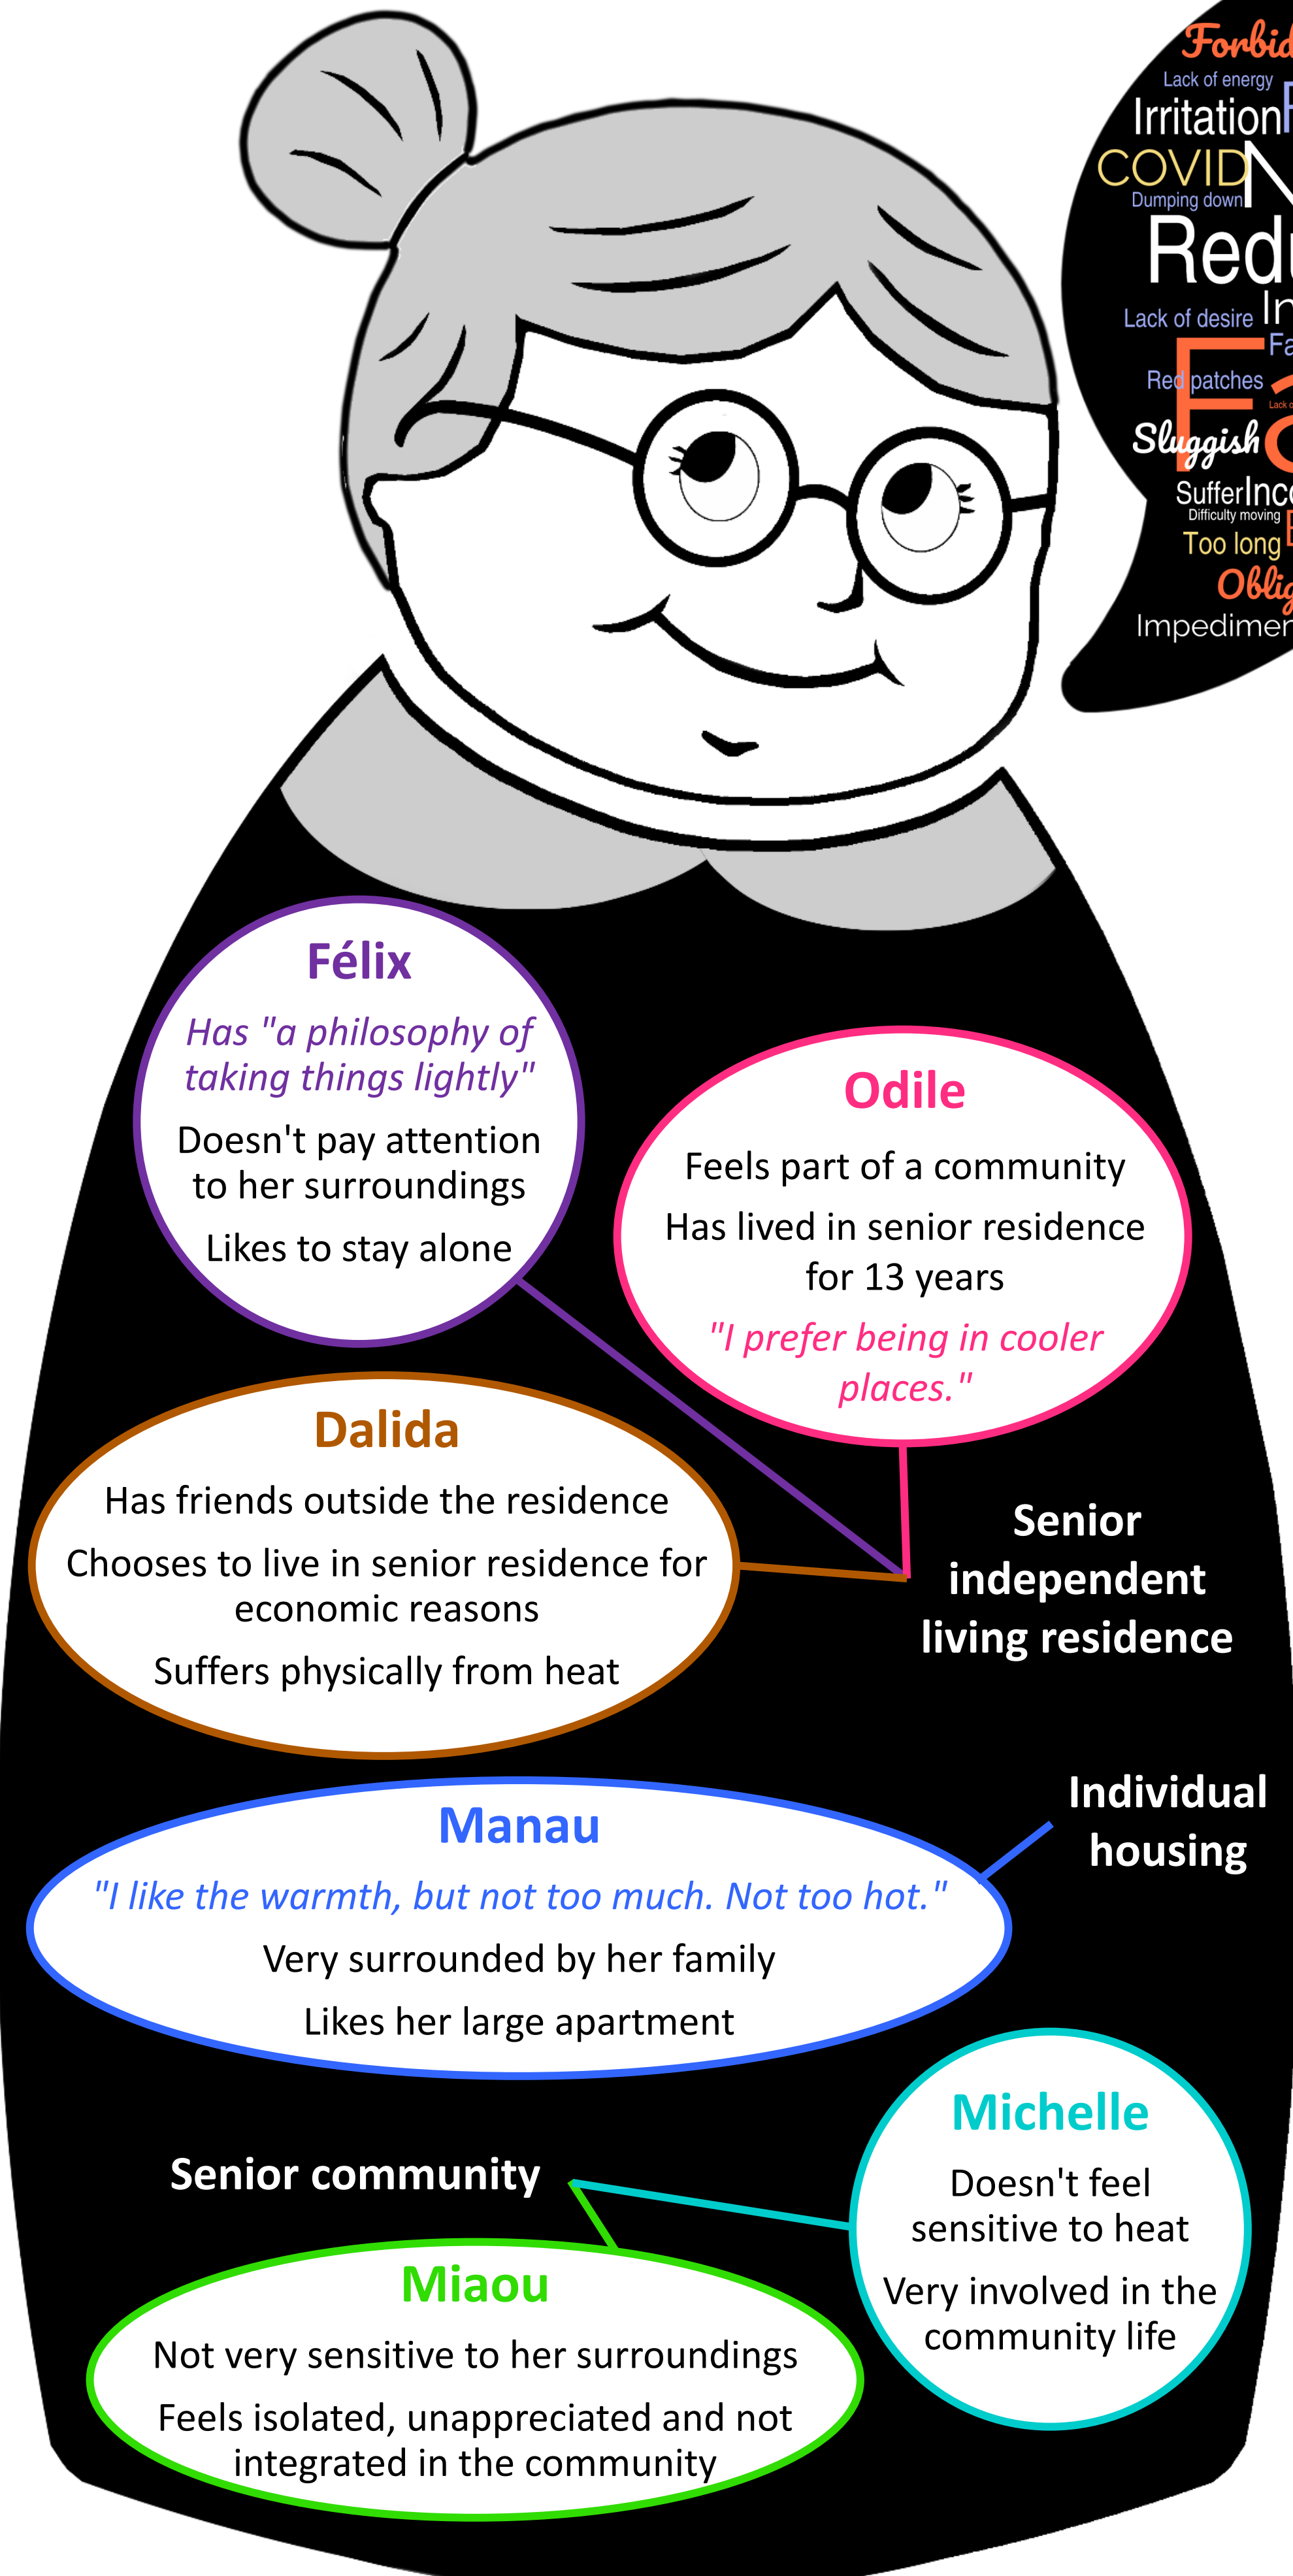 Lack of energy
Irritation
COVID
Dumping down
Lack of desire
Red patches
Sluggish
Suffer
Difficulty moving
Too long
Félix
Has "a philosophy of
taking things lightly"
Doesn't pay attention
to her surroundings
Likes to stay alone
Odile
Feels part of a community
Has lived in senior residence
for 13 years
"I prefer being in cooler
places."
Dalida
Has friends outside the residence
Chooses to live in senior residence for
economic reasons
Suffers physically from heat
Senior
independent
living residence
Manau
"I like the warmth, but not too much. Not too hot."
Very surrounded by her family
Likes her large apartment
Individual
housing
Michelle
Doesn't feel
sensitive to heat
Very involved in the
community life
Senior community
Miaou
Not very sensitive to her surroundings
Feels isolated, unappreciated and not
integrated in the community